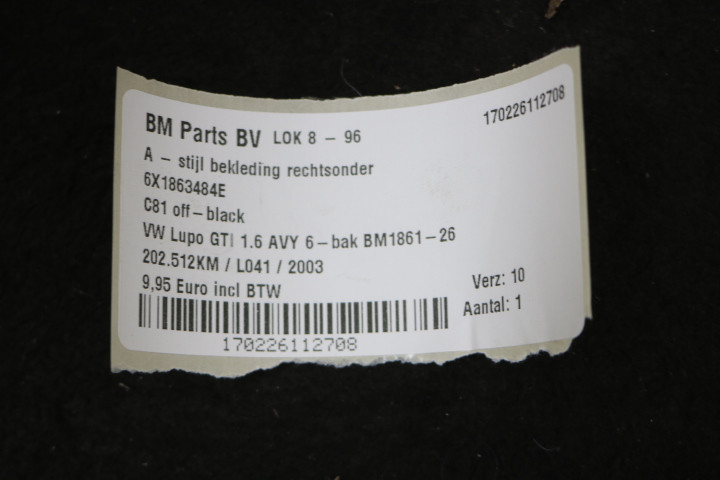 170226112708
BM Parts BV LOK 8 - 96
A - stijl bekleding rechtsonder
6X1863484E
C81 off-black
VW Lupo GTI 1.6 AVY 6-bak BM1861-26
202.512KM / L041 / 2003
9,95 Euro incl BTW
Verz: 10
Aantal: 1
170226112708